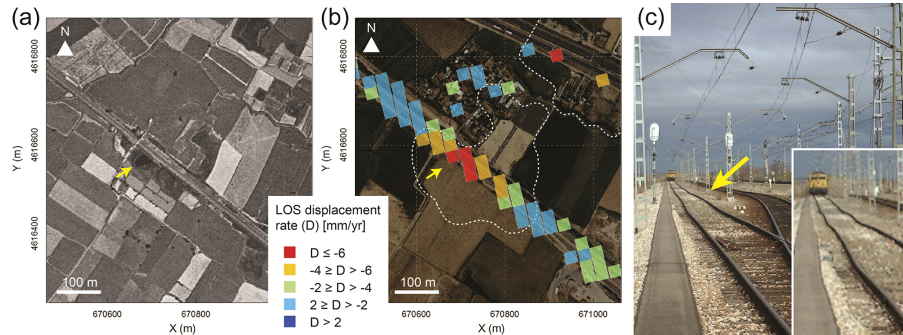 (a)
(b)
(c)
N
N
Y (m)
4616800
4616600
4616400
Y (m)
4616800
4616600
100 m
100 m
670600
670800
X (m)
670600
670800
671000
X (m)
LOS displacement
rate (D) [mm/yr]
D ≤ -6
-4 ≥ D > -6
-2 ≥ D > -4
2 ≥ D > -2
D > 2